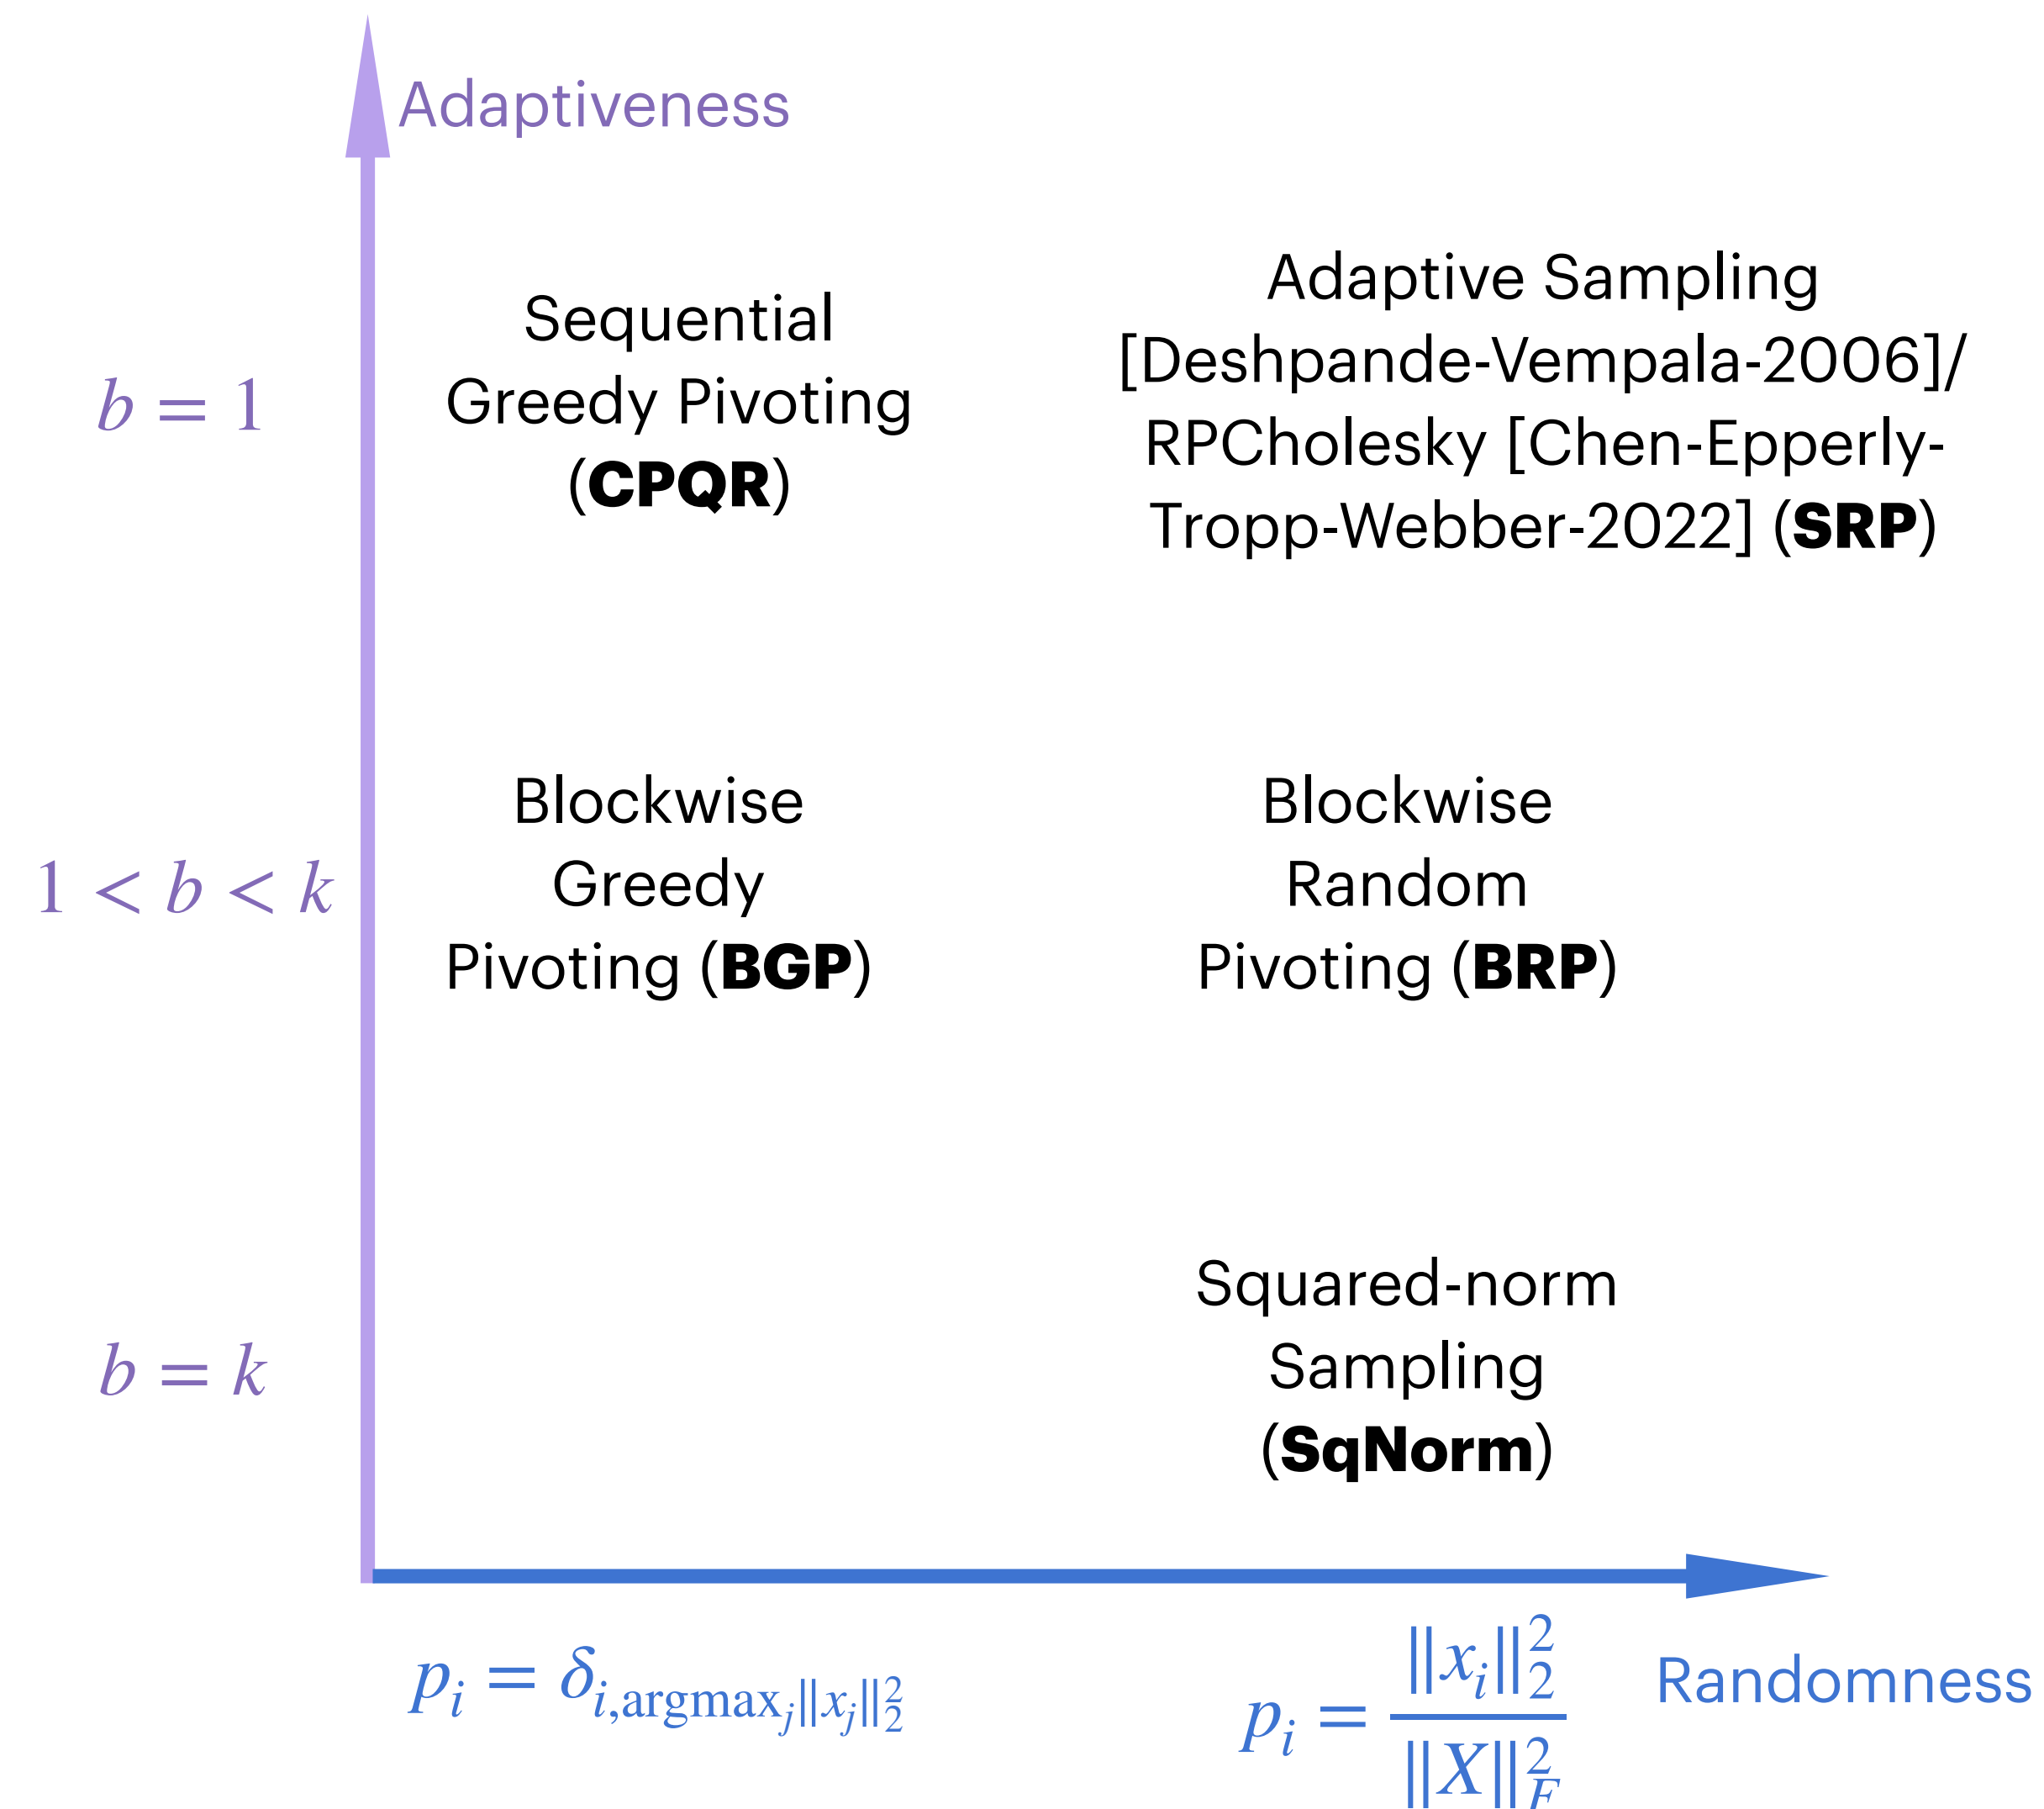 Adaptiveness
b = 1
Sequential
Greedy Pivoting
(CPQR)
Adaptive Sampling
[Deshpande-Vempala-2006]/
RPCholesky [Chen-Epperly-
Tropp-Webber-2022] (SRP)
1 < b < k
Blockwise
Greedy
Pivoting (BGP)
Blockwise
Random
Pivoting (BRP)
b = k
Squared-norm
Sampling
(SqNorm)
p_i = δ_{i,argmax_j‖x_j‖_2^2}
p_i = ‖x_i‖_2^2 / ‖X‖_F^2
Randomness